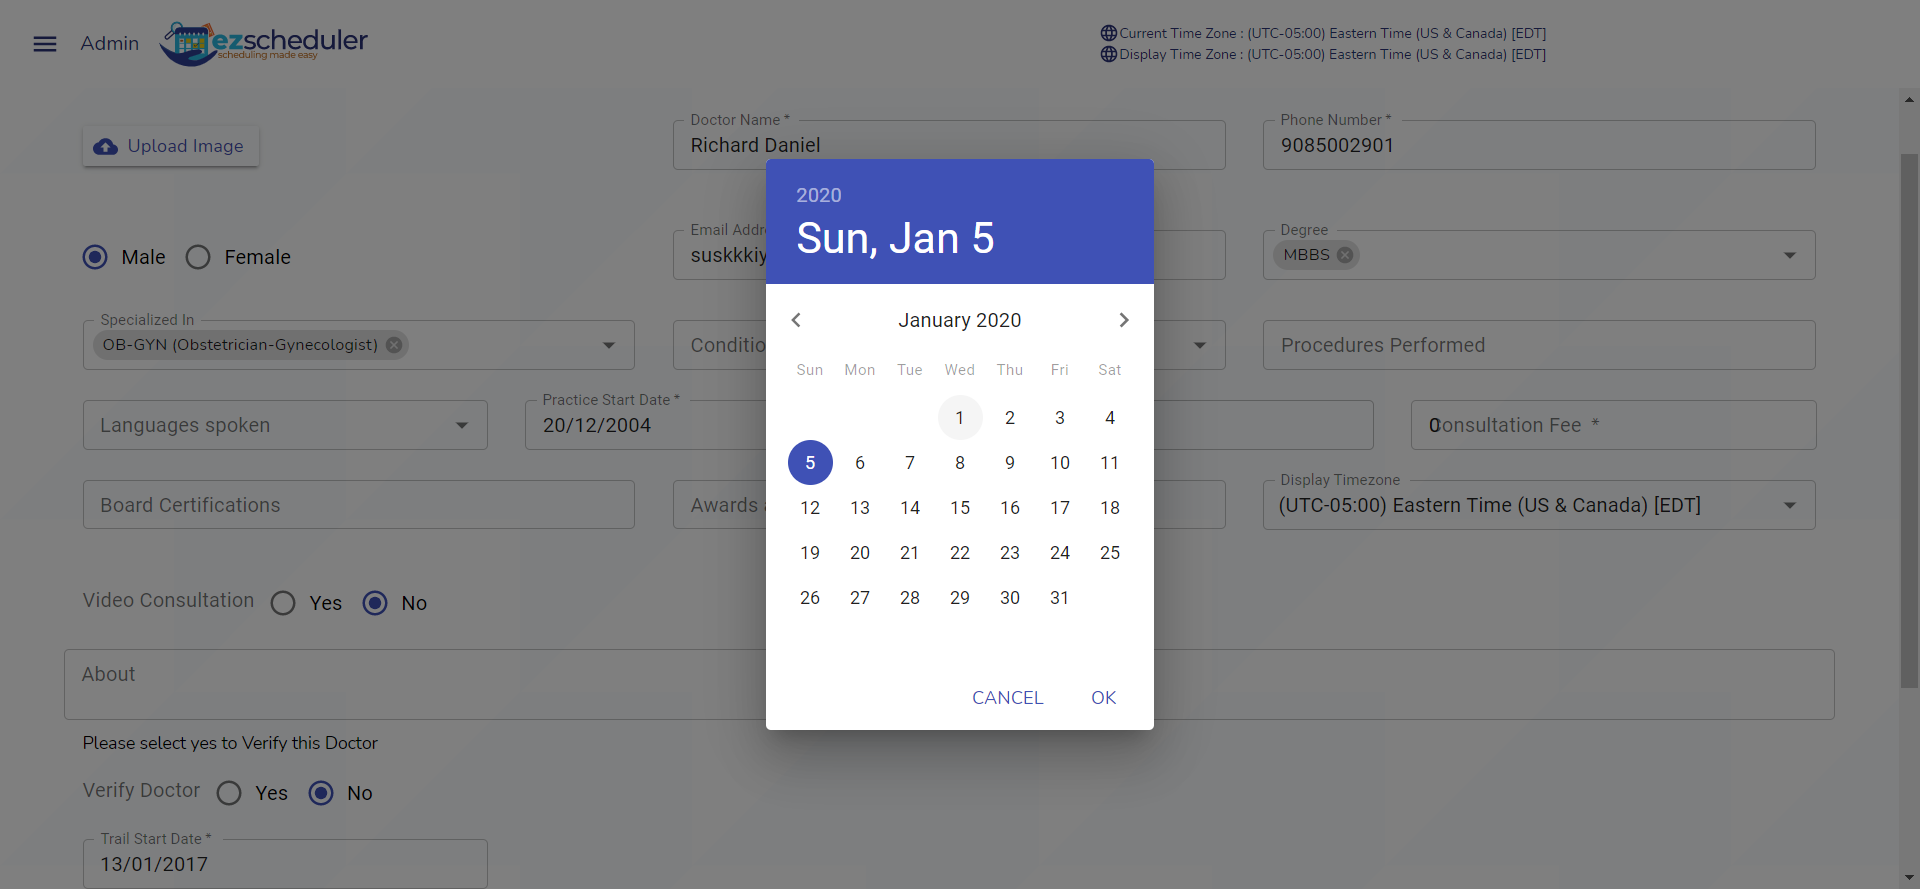 Admin
ezscheduler
scheduling made easy
Current Time Zone : (UTC-05:00) Eastern Time (US & Canada) [EDT]
Display Time Zone : (UTC-05:00) Eastern Time (US & Canada) [EDT]
Upload Image
Doctor Name *
Richard Daniel
Phone Number *
9085002901
Male
Female
Email Addr
suskkkiy
Degree
MBBS
Specialized In
OB-GYN (Obstetrician-Gynecologist)
Conditio
Procedures Performed
Languages spoken
Practice Start Date *
20/12/2004
0
Consultation Fee *
Board Certifications
Awards
Display Timezone
(UTC-05:00) Eastern Time (US & Canada) [EDT]
Video Consultation
Yes
No
About
Please select yes to Verify this Doctor
Verify Doctor
Yes
No
Trail Start Date *
13/01/2017
2020
Sun, Jan 5
January 2020
Sun Mon Tue Wed Thu Fri Sat
1 2 3 4
5 6 7 8 9 10 11
12 13 14 15 16 17 18
19 20 21 22 23 24 25
26 27 28 29 30 31
CANCEL
OK